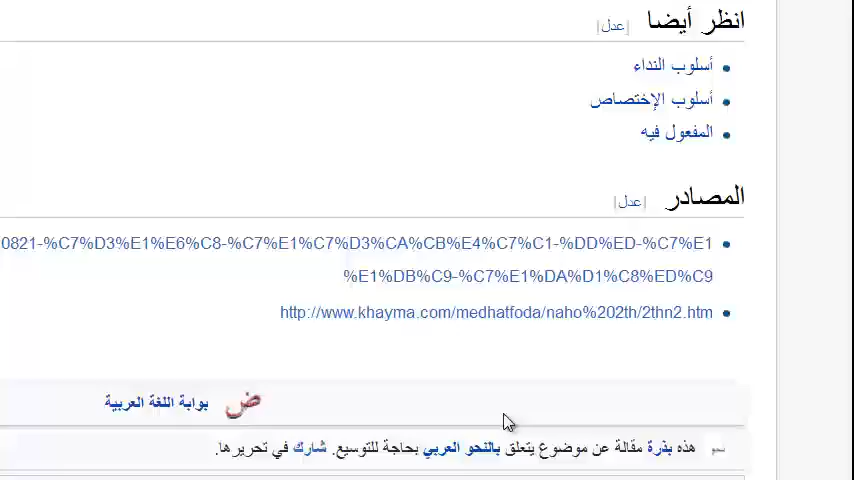 انظر أيضا [عدل]
أسلوب النداء
أسلوب الإختصاص
المفعول فيه
المصادر [عدل]
0821-%C7%D3%E1%E6%C8-%C7%E1%C7%D3%CA%CB%E4%C7%C1-%DD%ED-%C7%E1
%E1%DB%C9-%C7%E1%DA%D1%C8%ED%C9
http://www.khayma.com/medhatfoda/naho%202th/2thn2.htm
ض بوابة اللغة العربية
هذه بذرة مقالة عن موضوع يتعلق بالنحو العربي بحاجة للتوسيع. شارك في تحريرها.